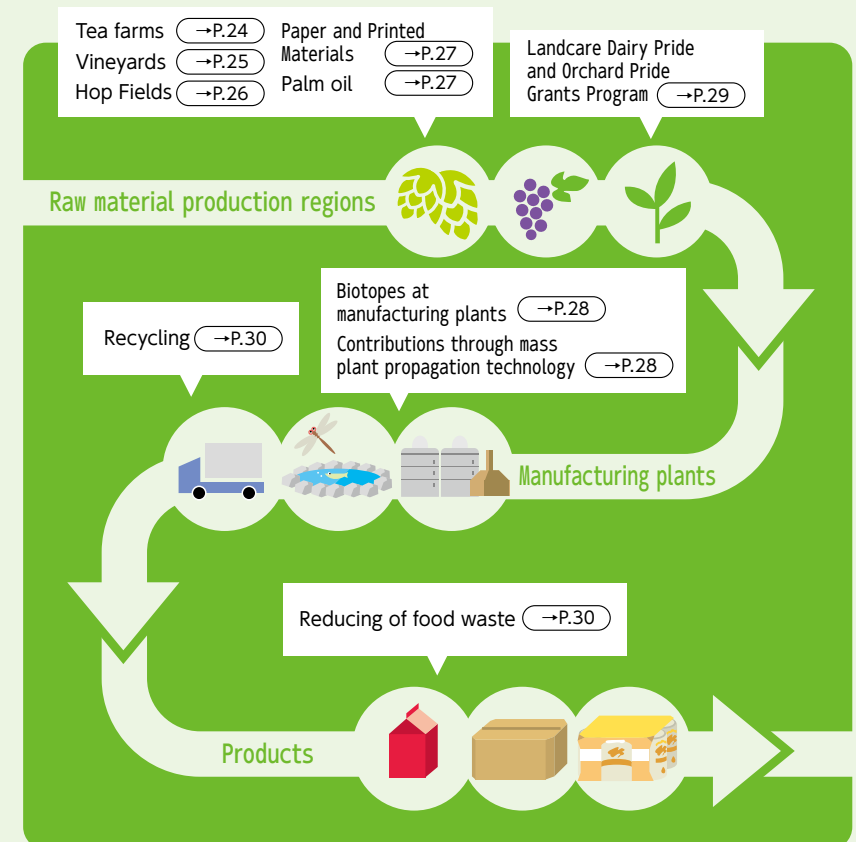 Tea farms →P.24
Vineyards →P.25
Hop Fields →P.26
Paper and Printed
Materials →P.27
Palm oil →P.27
Landcare Dairy Pride
and Orchard Pride
Grants Program →P.29
Raw material production regions
Biotopes at
manufacturing plants →P.28
Contributions through mass
plant propagation technology →P.28
Recycling →P.30
Manufacturing plants
Reducing of food waste →P.30
Products